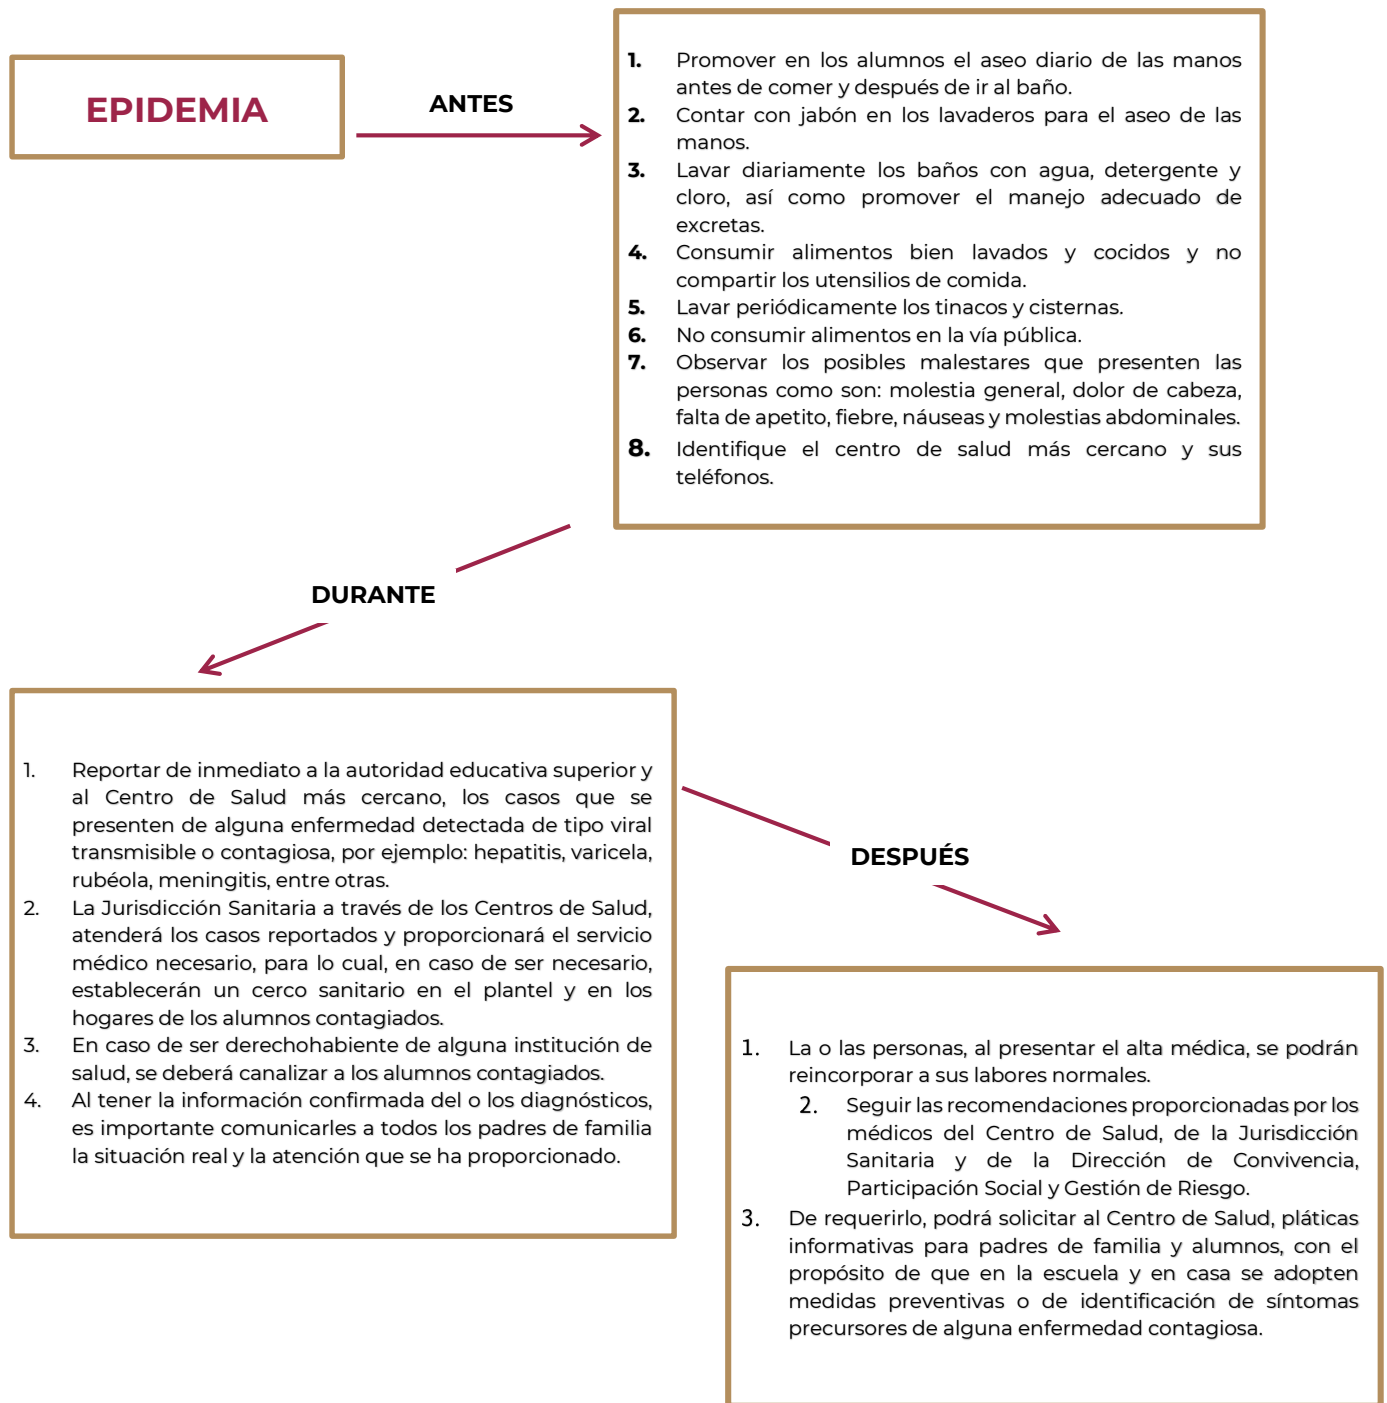 EPIDEMIA
ANTES
1. Promover en los alumnos el aseo diario de las manos
antes de comer y después de ir al baño.
2. Contar con jabón en los lavaderos para el aseo de las
manos.
3. Lavar diariamente los baños con agua, detergente y
cloro, así como promover el manejo adecuado de
excretas.
4. Consumir alimentos bien lavados y cocidos y no
compartir los utensilios de comida.
5. Lavar periódicamente los tinacos y cisternas.
6. No consumir alimentos en la vía pública.
7. Observar los posibles malestares que presenten las
personas como son: molestia general, dolor de cabeza,
falta de apetito, fiebre, náuseas y molestias abdominales.
8. Identifique el centro de salud más cercano y sus
teléfonos.
DURANTE
1. Reportar de inmediato a la autoridad educativa superior y
al Centro de Salud más cercano, los casos que se
presenten de alguna enfermedad detectada de tipo viral
transmisible o contagiosa, por ejemplo: hepatitis, varicela,
rubéola, meningitis, entre otras.
2. La Jurisdicción Sanitaria a través de los Centros de Salud,
atenderá los casos reportados y proporcionará el servicio
médico necesario, para lo cual, en caso de ser necesario,
establecerán un cerco sanitario en el plantel y en los
hogares de los alumnos contagiados.
3. En caso de ser derechohabiente de alguna institución de
salud, se deberá canalizar a los alumnos contagiados.
4. Al tener la información confirmada del o los diagnósticos,
es importante comunicarles a todos los padres de familia
la situación real y la atención que se ha proporcionado.
DESPUÉS
1. La o las personas, al presentar el alta médica, se podrán
reincorporar a sus labores normales.
2. Seguir las recomendaciones proporcionadas por los
médicos del Centro de Salud, de la Jurisdicción
Sanitaria y de la Dirección de Convivencia,
Participación Social y Gestión de Riesgo.
3. De requerirlo, podrá solicitar al Centro de Salud, pláticas
informativas para padres de familia y alumnos, con el
propósito de que en la escuela y en casa se adopten
medidas preventivas o de identificación de síntomas
precursores de alguna enfermedad contagiosa.